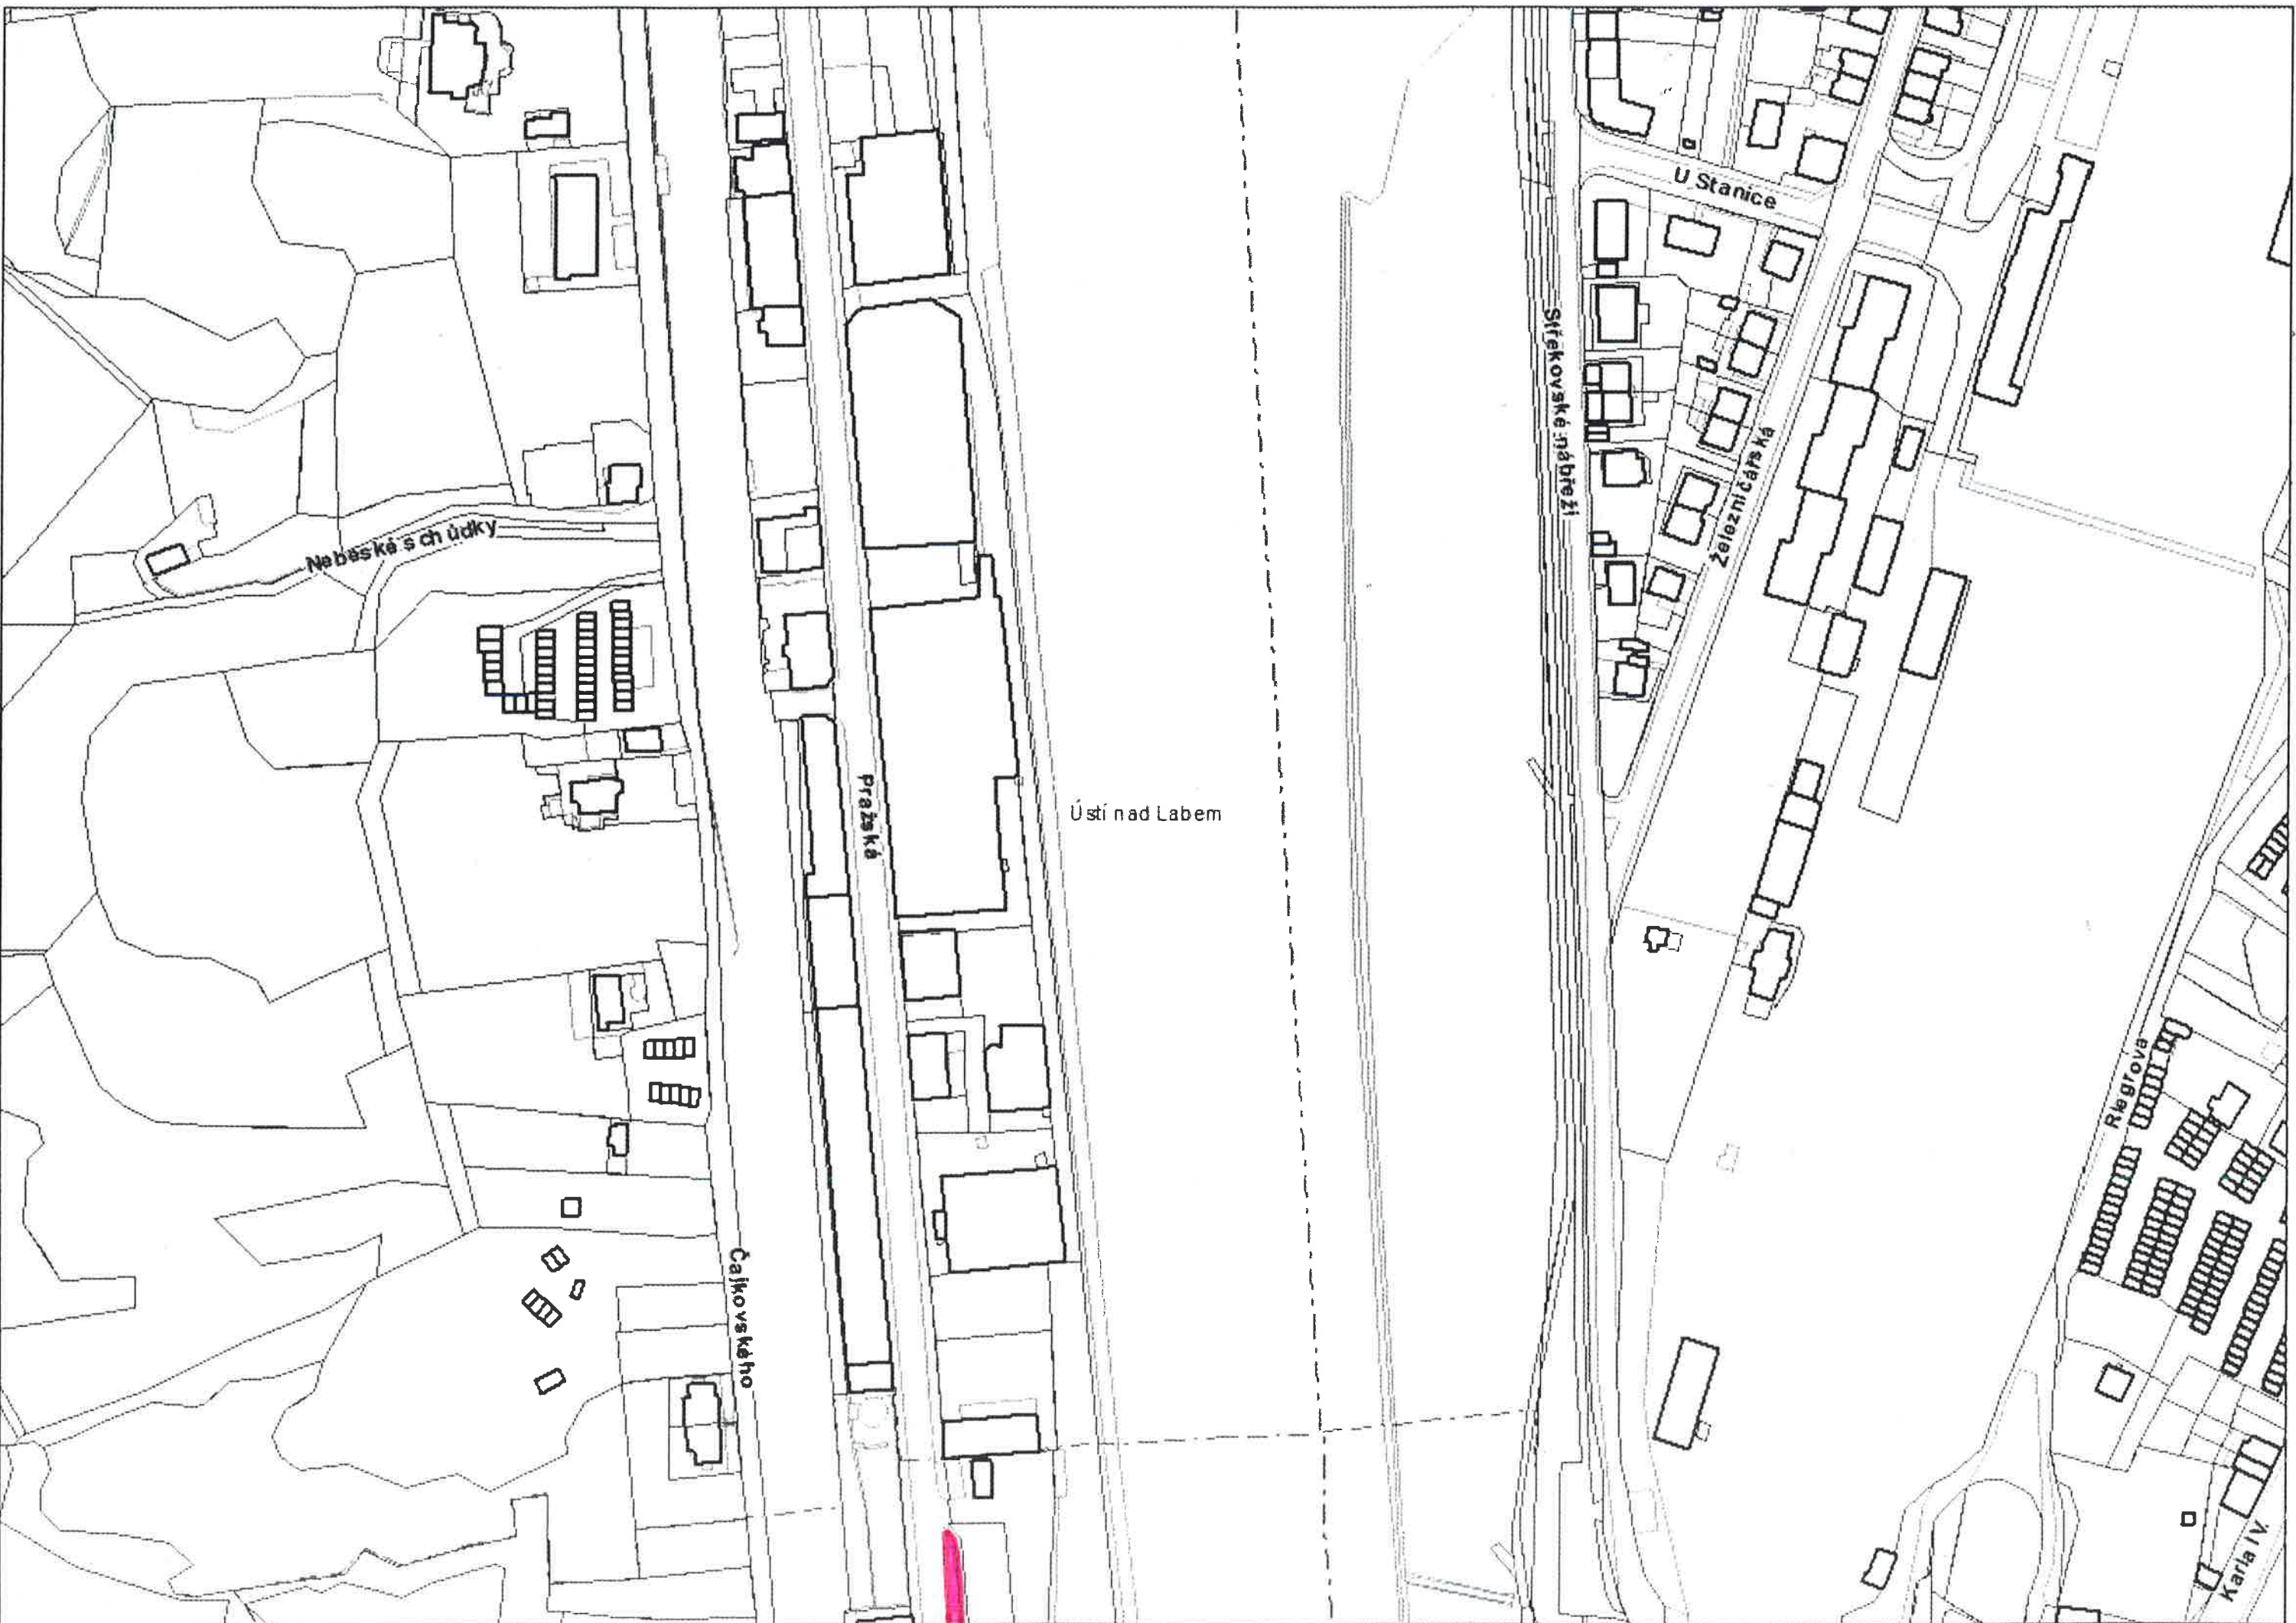 U Stanice
Střekovské nábřeží
Železničářská
Nebeské schůdky
Pražská
Ústí nad Labem
Riegrova
Čajkovského
Karla IV.